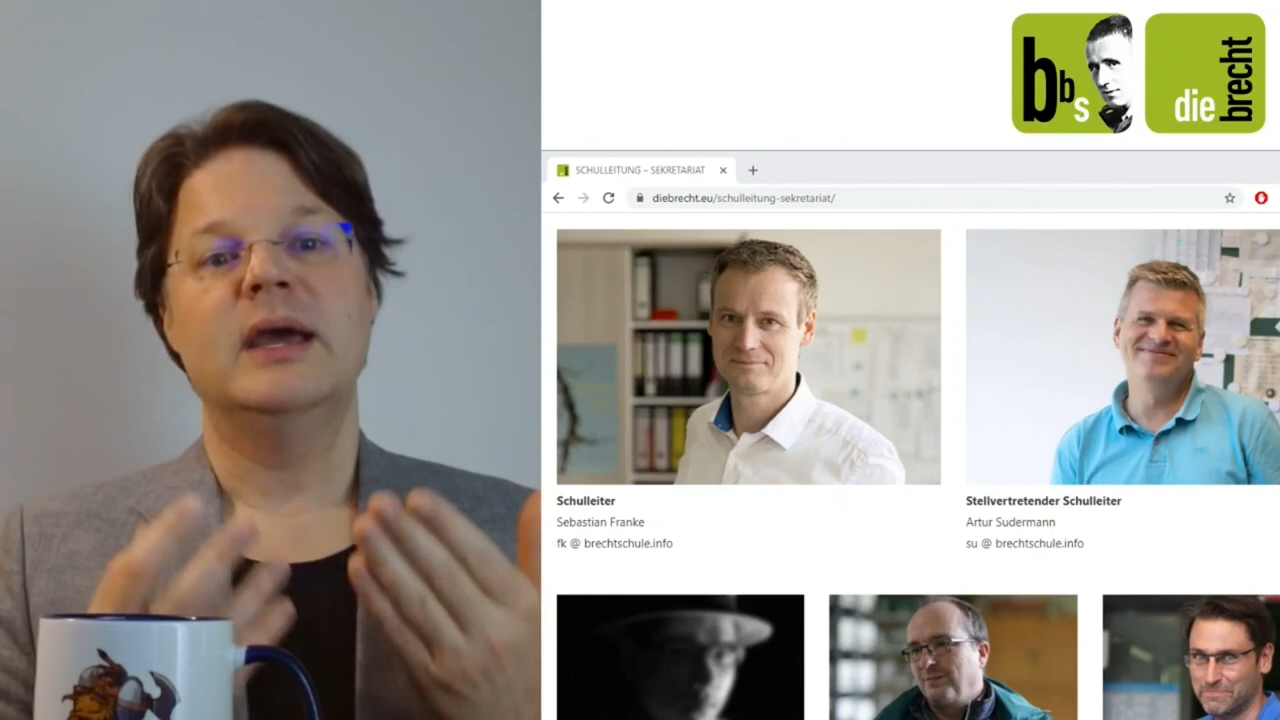 bbs
die brecht
SCHULLEITUNG – SEKRETARIAT
diebrecht.eu/schulleitung-sekretariat/
Schulleiter
Sebastian Franke
fk @ brechtschule.info
Stellvertretender Schulleiter
Artur Sudermann
su @ brechtschule.info